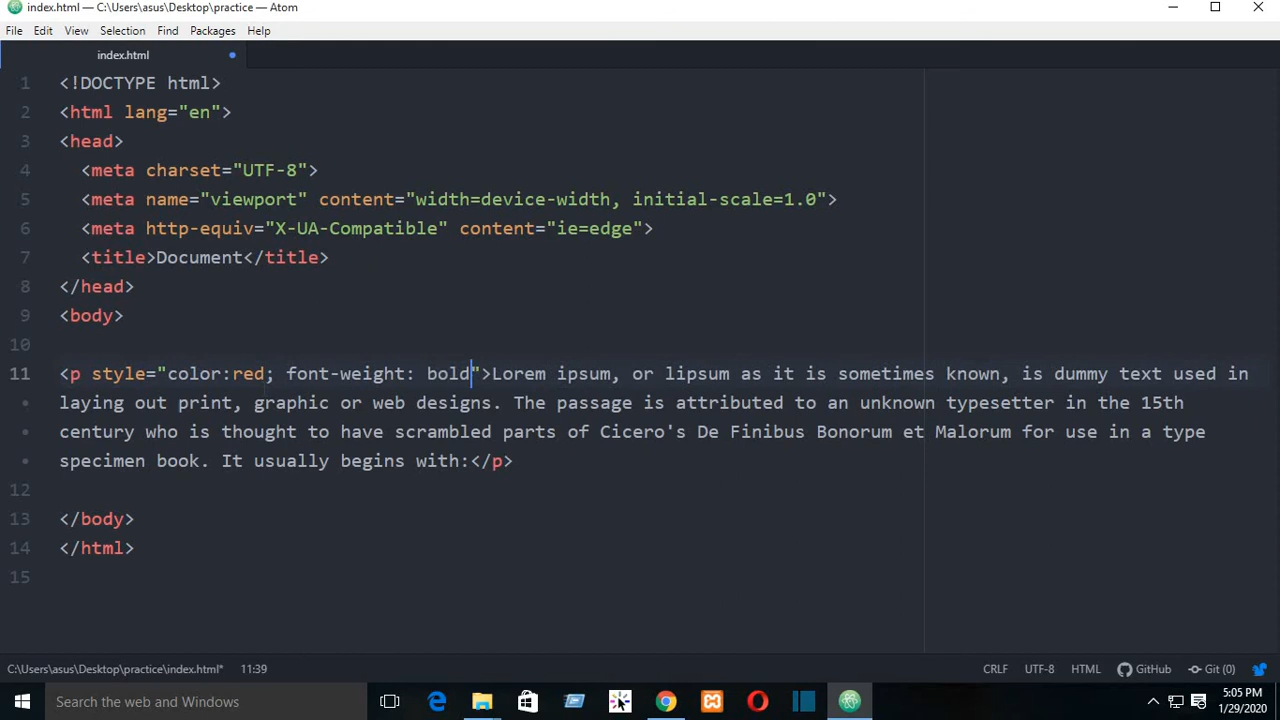 index.html — C:\Users\asus\Desktop\practice — Atom
File Edit View Selection Find Packages Help
index.html
1 <!DOCTYPE html>
2 <html lang="en">
3 <head>
4 <meta charset="UTF-8">
5 <meta name="viewport" content="width=device-width, initial-scale=1.0">
6 <meta http-equiv="X-UA-Compatible" content="ie=edge">
7 <title>Document</title>
8 </head>
9 <body>
10
11 <p style="color:red; font-weight: bold">Lorem ipsum, or lipsum as it is sometimes known, is dummy text used in
• laying out print, graphic or web designs. The passage is attributed to an unknown typesetter in the 15th
• century who is thought to have scrambled parts of Cicero's De Finibus Bonorum et Malorum for use in a type
• specimen book. It usually begins with:</p>
12
13 </body>
14 </html>
15
C:\Users\asus\Desktop\practice\index.html* 11:39 CRLF UTF-8 HTML GitHub Git (0)
Search the web and Windows
5:05 PM
1/29/2020